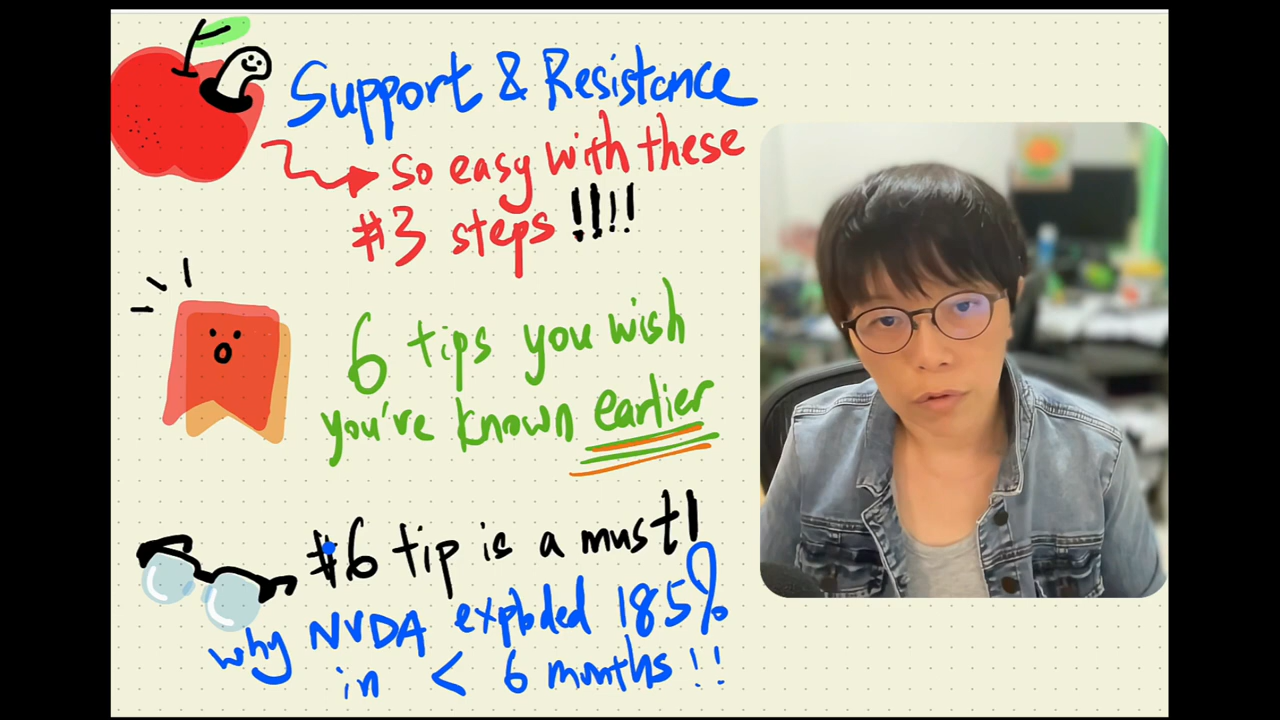 Support & Resistance
so easy with these
#3 steps !!!!
6 tips you wish
you've known earlier
#6 tip is a must!
why NVDA exploded 185%
in < 6 months !!